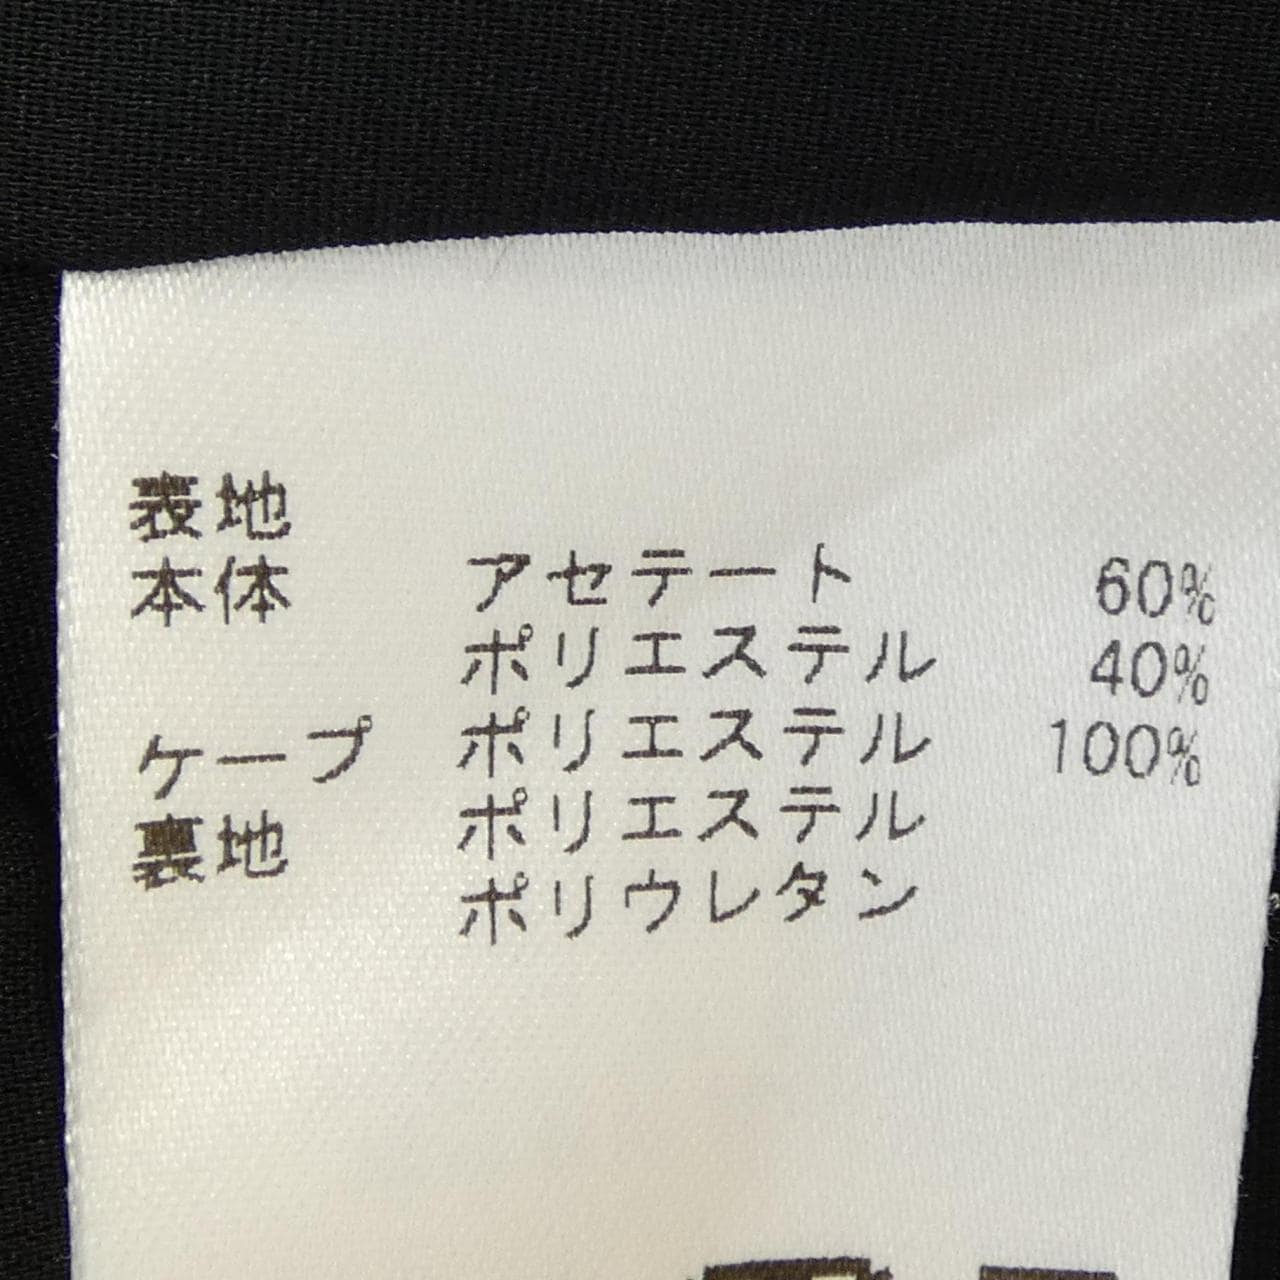 表地
本体 アセテート 60%
ポリエステル 40%
ケープ ポリエステル 100%
裏地 ポリエステル
ポリウレタン